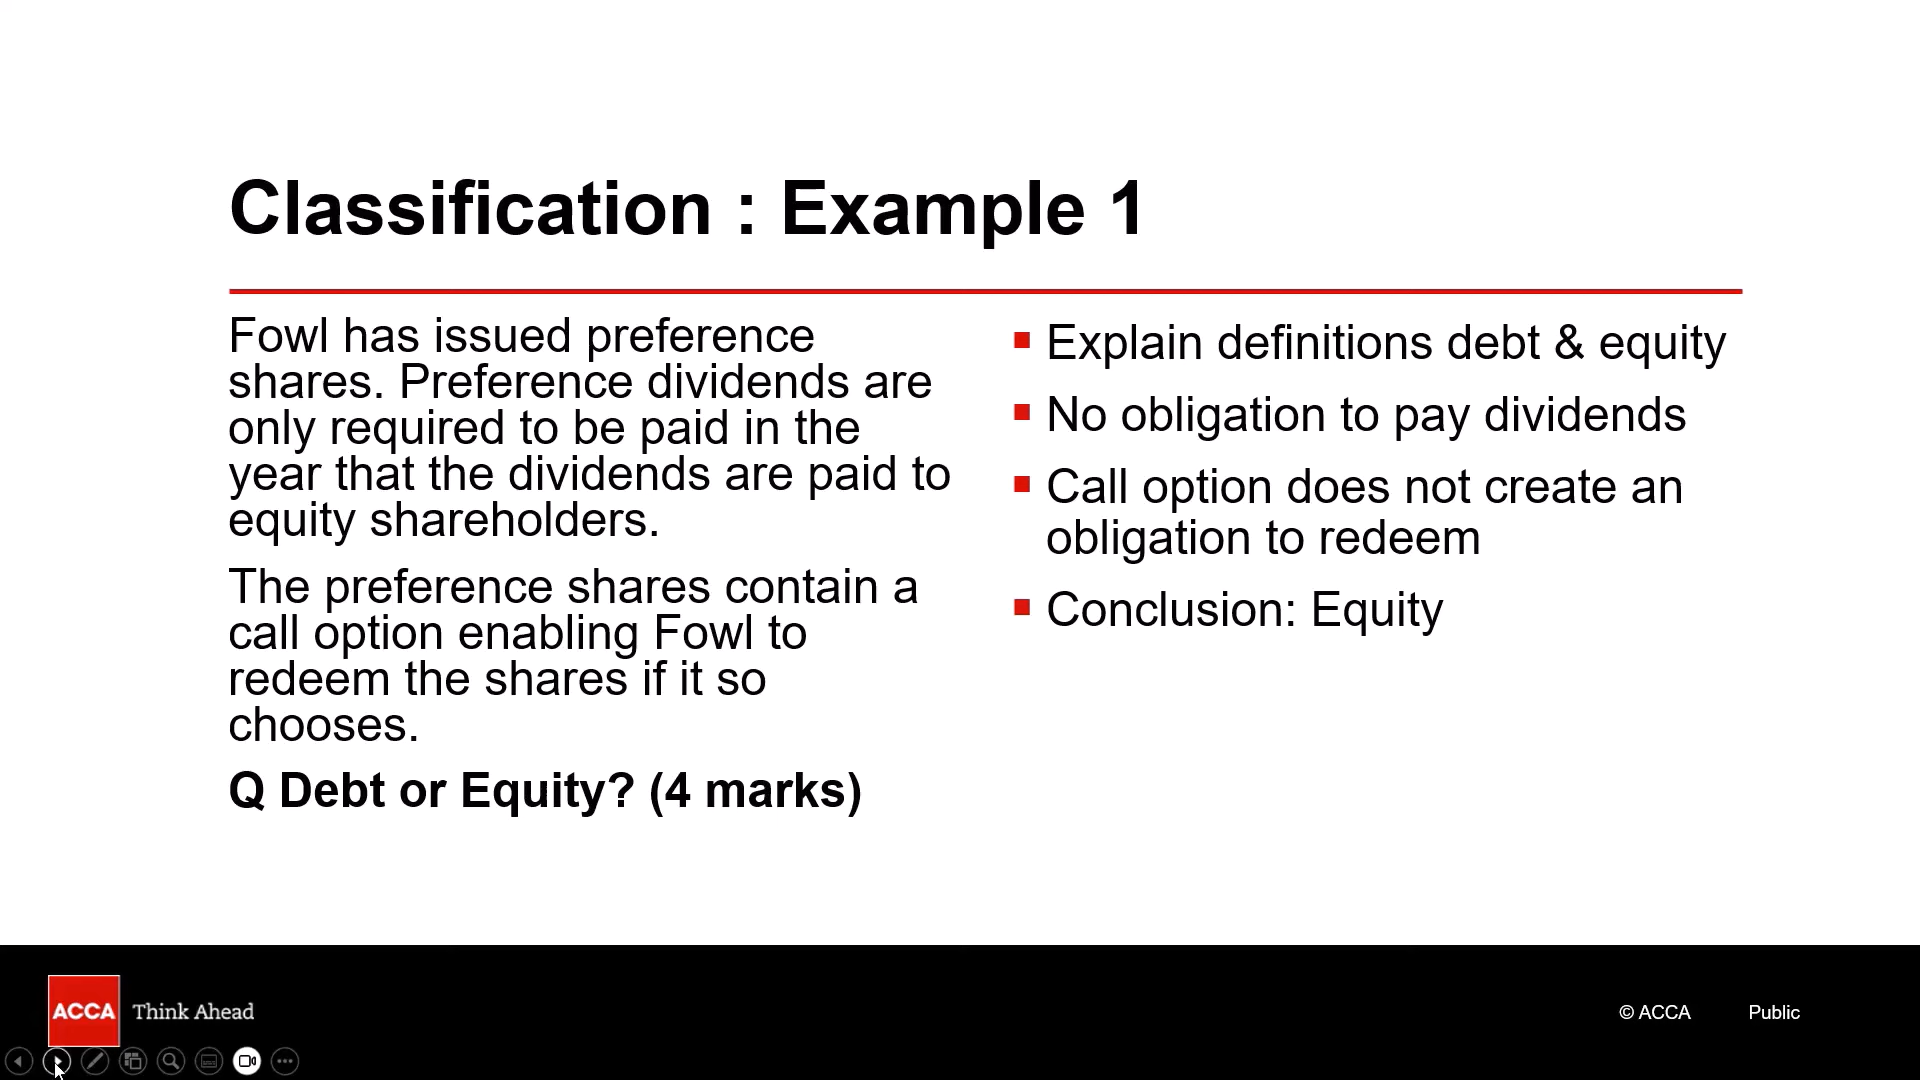 Classification : Example 1
Fowl has issued preference
shares. Preference dividends are
only required to be paid in the
year that the dividends are paid to
equity shareholders.
The preference shares contain a
call option enabling Fowl to
redeem the shares if it so
chooses.
Q Debt or Equity? (4 marks)
Explain definitions debt & equity
No obligation to pay dividends
Call option does not create an
obligation to redeem
Conclusion: Equity
ACCA
Think Ahead
© ACCA
Public